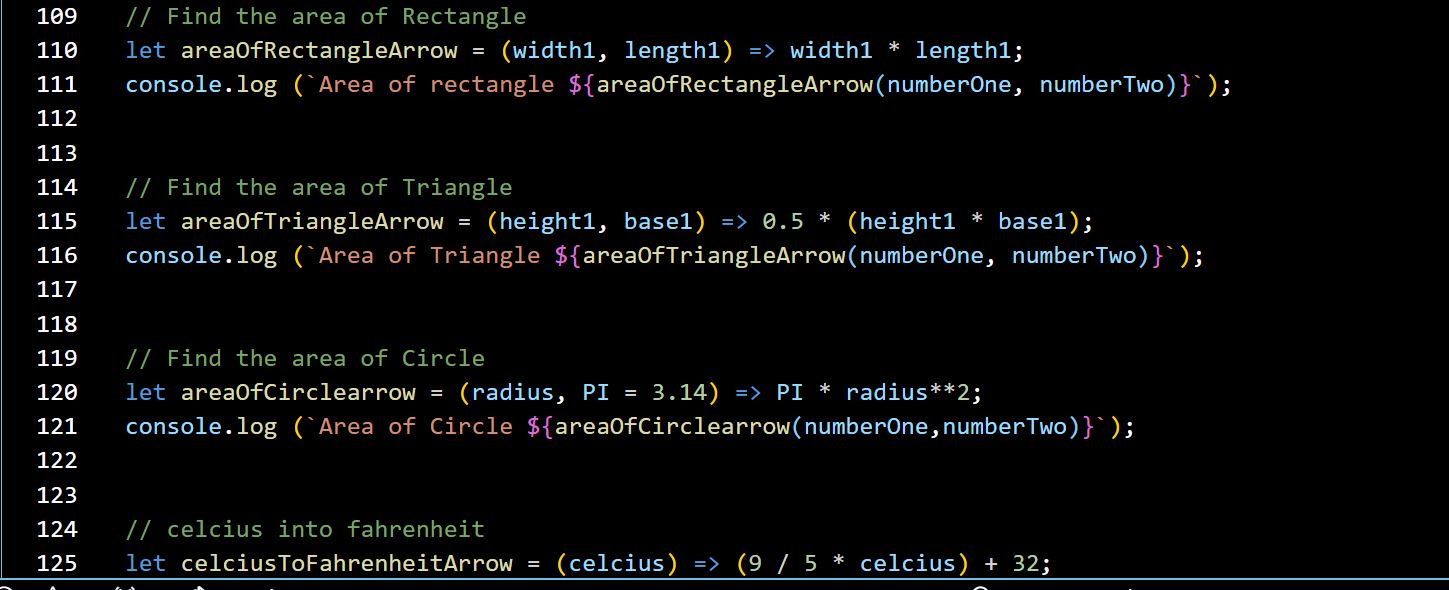 109 // Find the area of Rectangle
110 let areaOfRectangleArrow = (width1, length1) => width1 * length1;
111 console.log (`Area of rectangle ${areaOfRectangleArrow(numberOne, numberTwo)}`);
112
113
114 // Find the area of Triangle
115 let areaOfTriangleArrow = (height1, base1) => 0.5 * (height1 * base1);
116 console.log (`Area of Triangle ${areaOfTriangleArrow(numberOne, numberTwo)}`);
117
118
119 // Find the area of Circle
120 let areaOfCirclearrow = (radius, PI = 3.14) => PI * radius**2;
121 console.log (`Area of Circle ${areaOfCirclearrow(numberOne,numberTwo)}`);
122
123
124 // celcius into fahrenheit
125 let celciusToFahrenheitArrow = (celcius) => (9 / 5 * celcius) + 32;